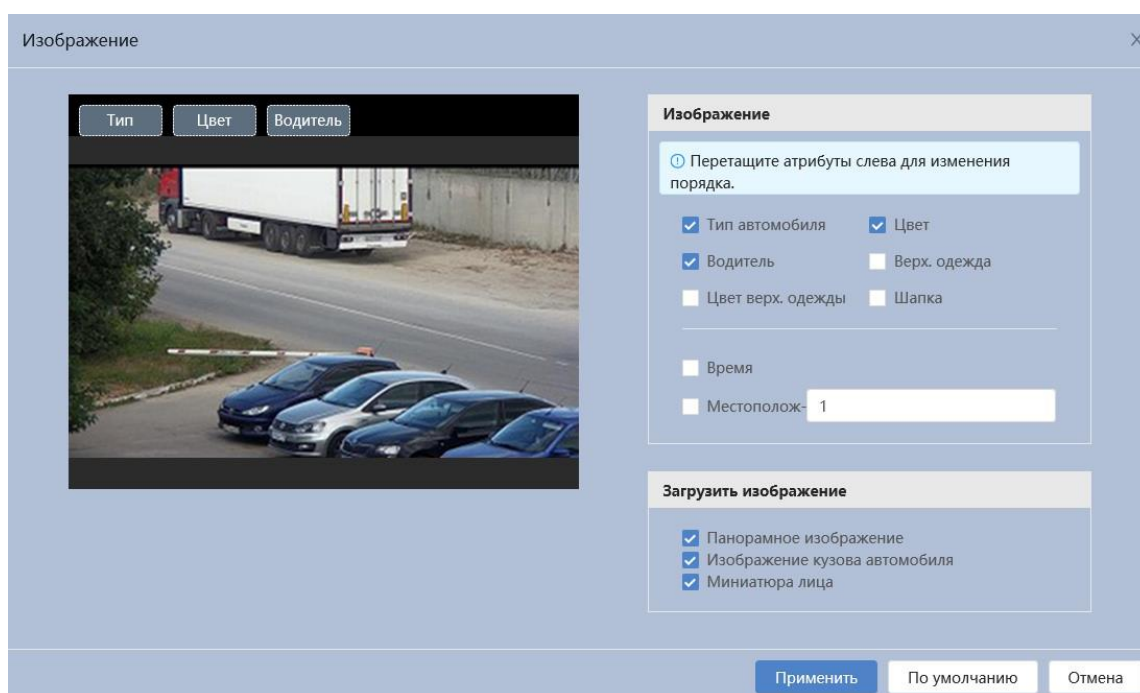 Изображение
Тип Цвет Водитель
Изображение
Перетащите атрибуты слева для изменения
порядка.
Тип автомобиля Цвет
Водитель Верх. одежда
Цвет верх. одежды Шапка
Время
Местополож- 1
Загрузить изображение
Панорамное изображение
Изображение кузова автомобиля
Миниатюра лица
Применить По умолчанию Отмена